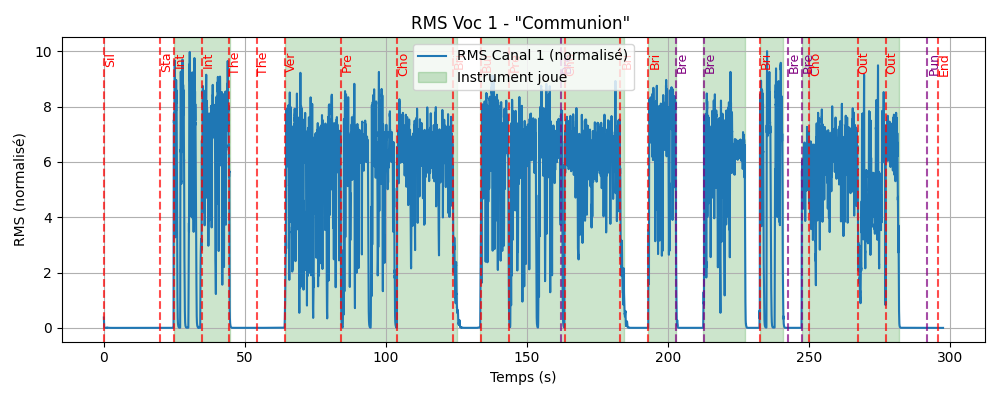 RMS Voc 1 - "Communion"
RMS Canal 1 (normalisé)
Instrument joue
Sil
Sta
Int
Int
The
The
Ver
Pre
Cho
Bri
Bre
Bre
Bri
Bre
Cho
Out
Out
Pun
End
RMS (normalisé)
10
8
6
4
2
0
0
50
100
150
200
250
300
Temps (s)